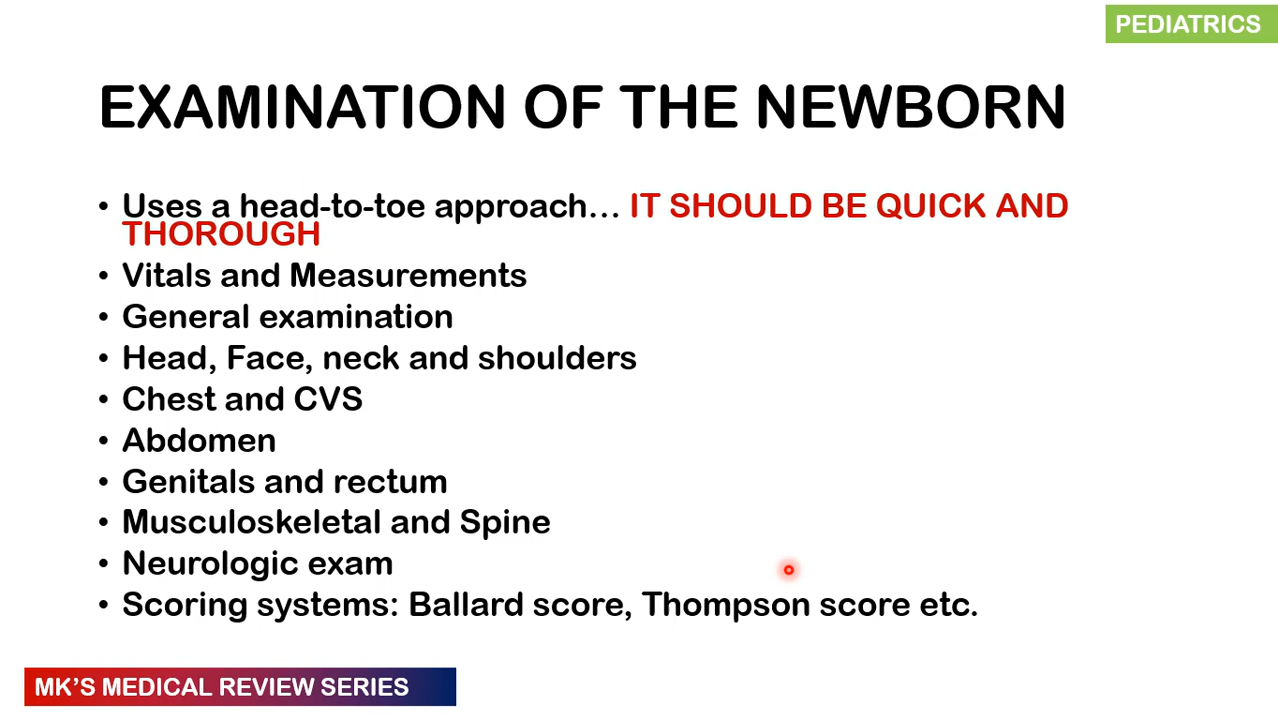 PEDIATRICS
EXAMINATION OF THE NEWBORN
• Uses a head-to-toe approach... IT SHOULD BE QUICK AND
THOROUGH
• Vitals and Measurements
• General examination
• Head, Face, neck and shoulders
• Chest and CVS
• Abdomen
• Genitals and rectum
• Musculoskeletal and Spine
• Neurologic exam
• Scoring systems: Ballard score, Thompson score etc.
MK'S MEDICAL REVIEW SERIES